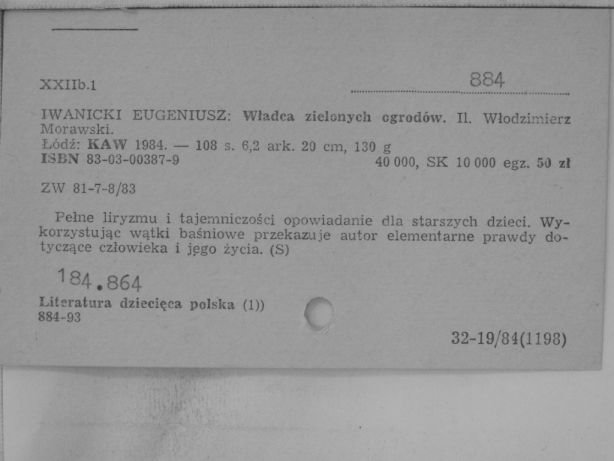 884
XXIIb.1
IWANICKI EUGENIUSZ: Władca zielonych ogrodów. Il. Włodzimierz
Morawski.
Łódź: KAW 1984. — 108 s. 6,2 ark. 20 cm, 130 g
ISBN 83-03-00387-9 40 000, SK 10 000 egz. 50 zł
ZW 81-7-8/83
Pełne liryzmu i tajemniczości opowiadanie dla starszych dzieci. Wy-
korzystując wątki baśniowe przekazuje autor elementarne prawdy do-
tyczące człowieka i jego życia. (S)
184.864
Literatura dziecięca polska (1))
884-93
32-19/84(1198)